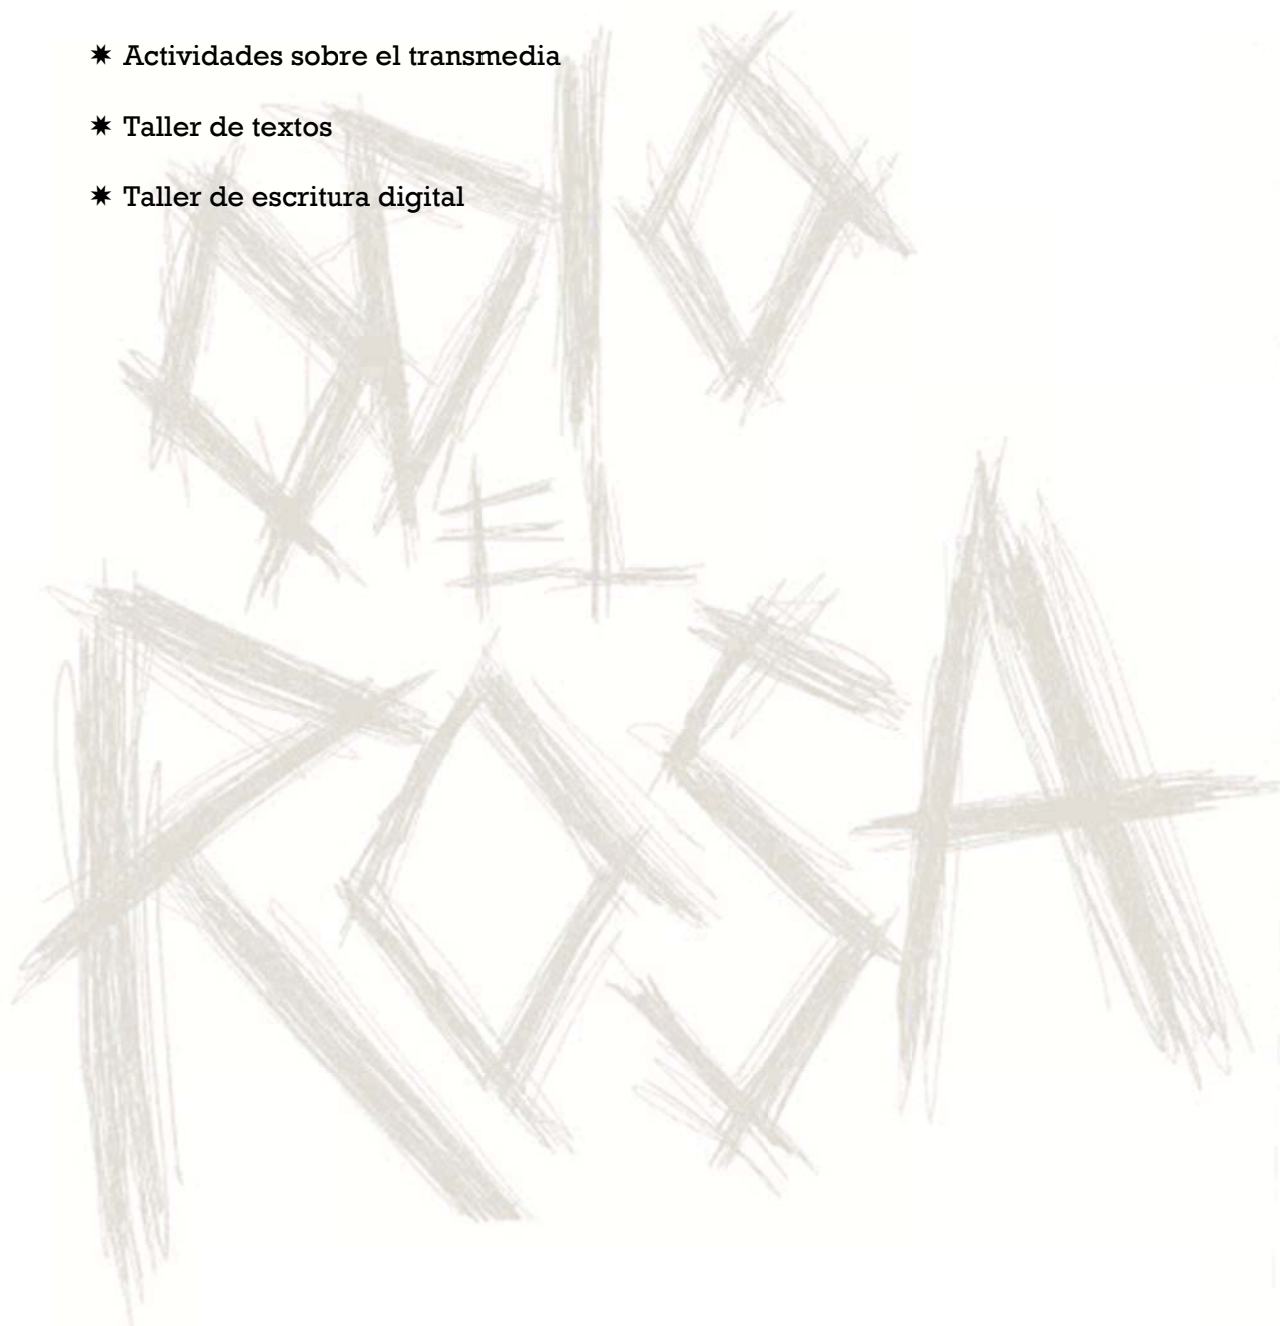 ✷ Actividades sobre el transmedia
✷ Taller de textos
✷ Taller de escritura digital
ODIO
EL
ROSA